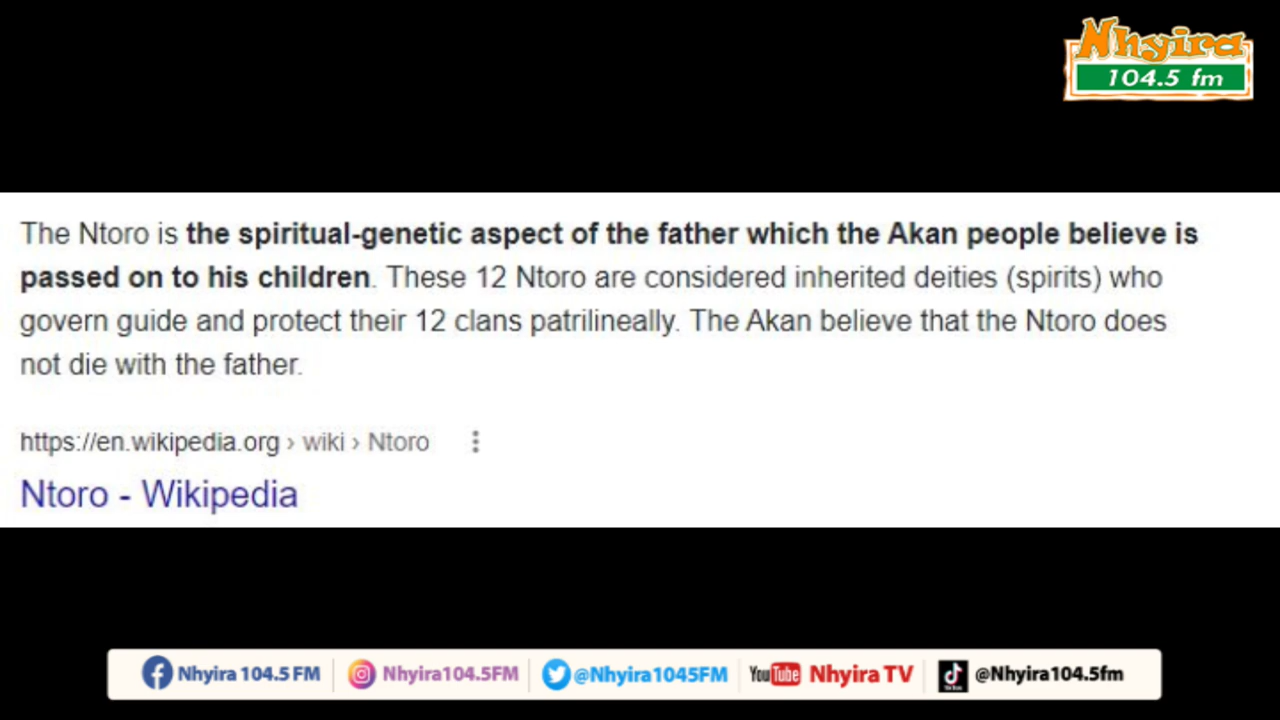 Nhyira
104.5 fm
The Ntoro is the spiritual-genetic aspect of the father which the Akan people believe is
passed on to his children. These 12 Ntoro are considered inherited deities (spirits) who
govern guide and protect their 12 clans patrilineally. The Akan believe that the Ntoro does
not die with the father.
https://en.wikipedia.org › wiki › Ntoro
Ntoro - Wikipedia
Nhyira 104.5 FM Nhyira104.5FM @Nhyira1045FM YouTube Nhyira TV @Nhyira104.5fm